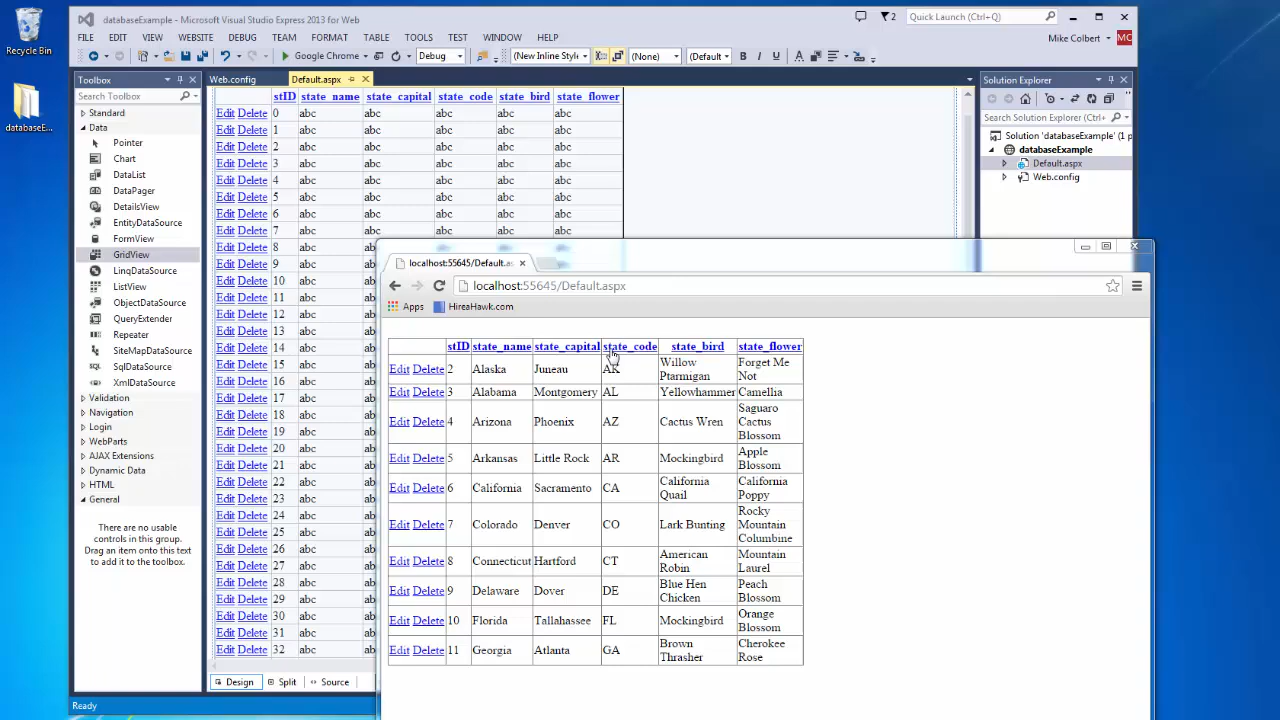 Recycle Bin
databaseE...
databaseExample - Microsoft Visual Studio Express 2013 for Web
2
Quick Launch (Ctrl+Q)
FILE EDIT VIEW WEBSITE DEBUG TEAM FORMAT TABLE TOOLS TEST WINDOW HELP
Mike Colbert MC
Google Chrome Debug (New Inline Styl (None) (Default B I U A
Toolbox
Search Toolbox
Standard
Data
Pointer
Chart
DataList
DataPager
DetailsView
EntityDataSource
FormView
GridView
LinqDataSource
ListView
ObjectDataSource
QueryExtender
Repeater
SiteMapDataSource
SqlDataSource
XmlDataSource
Validation
Navigation
Login
WebParts
AJAX Extensions
Dynamic Data
HTML
General
There are no usable
controls in this group.
Drag an item onto this text
to add it to the toolbox.
Web.config Default.aspx
stID state_name state_capital state_code state_bird state_flower
Edit Delete 0 abc abc abc abc abc
Edit Delete 1 abc abc abc abc abc
Edit Delete 2 abc abc abc abc abc
Edit Delete 3 abc abc abc abc abc
Edit Delete 4 abc abc abc abc abc
Edit Delete 5 abc abc abc abc abc
Edit Delete 6 abc abc abc abc abc
Edit Delete 7 abc abc abc abc abc
Edit Delete 8 abc abc abc abc abc
Edit Delete 9 abc
Edit Delete 10 abc
Edit Delete 11 abc
Edit Delete 12 abc
Edit Delete 13 abc
Edit Delete 14 abc
Edit Delete 15 abc
Edit Delete 16 abc
Edit Delete 17 abc
Edit Delete 18 abc
Edit Delete 19 abc
Edit Delete 20 abc
Edit Delete 21 abc
Edit Delete 22 abc
Edit Delete 23 abc
Edit Delete 24 abc
Edit Delete 25 abc
Edit Delete 26 abc
Edit Delete 27 abc
Edit Delete 28 abc
Edit Delete 29 abc
Edit Delete 30 abc
Edit Delete 31 abc
Edit Delete 32 abc
Design Split Source
Ready
Solution Explorer
Search Solution Explorer (Ctrl+
Solution 'databaseExample' (1 p
databaseExample
Default.aspx
Web.config
localhost:55645/Default.as
localhost:55645/Default.aspx
Apps HireaHawk.com
stID state_name state_capital state_code state_bird state_flower
Edit Delete 2 Alaska Juneau AK Willow Ptarmigan Forget Me Not
Edit Delete 3 Alabama Montgomery AL Yellowhammer Camellia
Edit Delete 4 Arizona Phoenix AZ Cactus Wren Saguaro Cactus Blossom
Edit Delete 5 Arkansas Little Rock AR Mockingbird Apple Blossom
Edit Delete 6 California Sacramento CA California Quail California Poppy
Edit Delete 7 Colorado Denver CO Lark Bunting Rocky Mountain Columbine
Edit Delete 8 Connecticut Hartford CT American Robin Mountain Laurel
Edit Delete 9 Delaware Dover DE Blue Hen Chicken Peach Blossom
Edit Delete 10 Florida Tallahassee FL Mockingbird Orange Blossom
Edit Delete 11 Georgia Atlanta GA Brown Thrasher Cherokee Rose